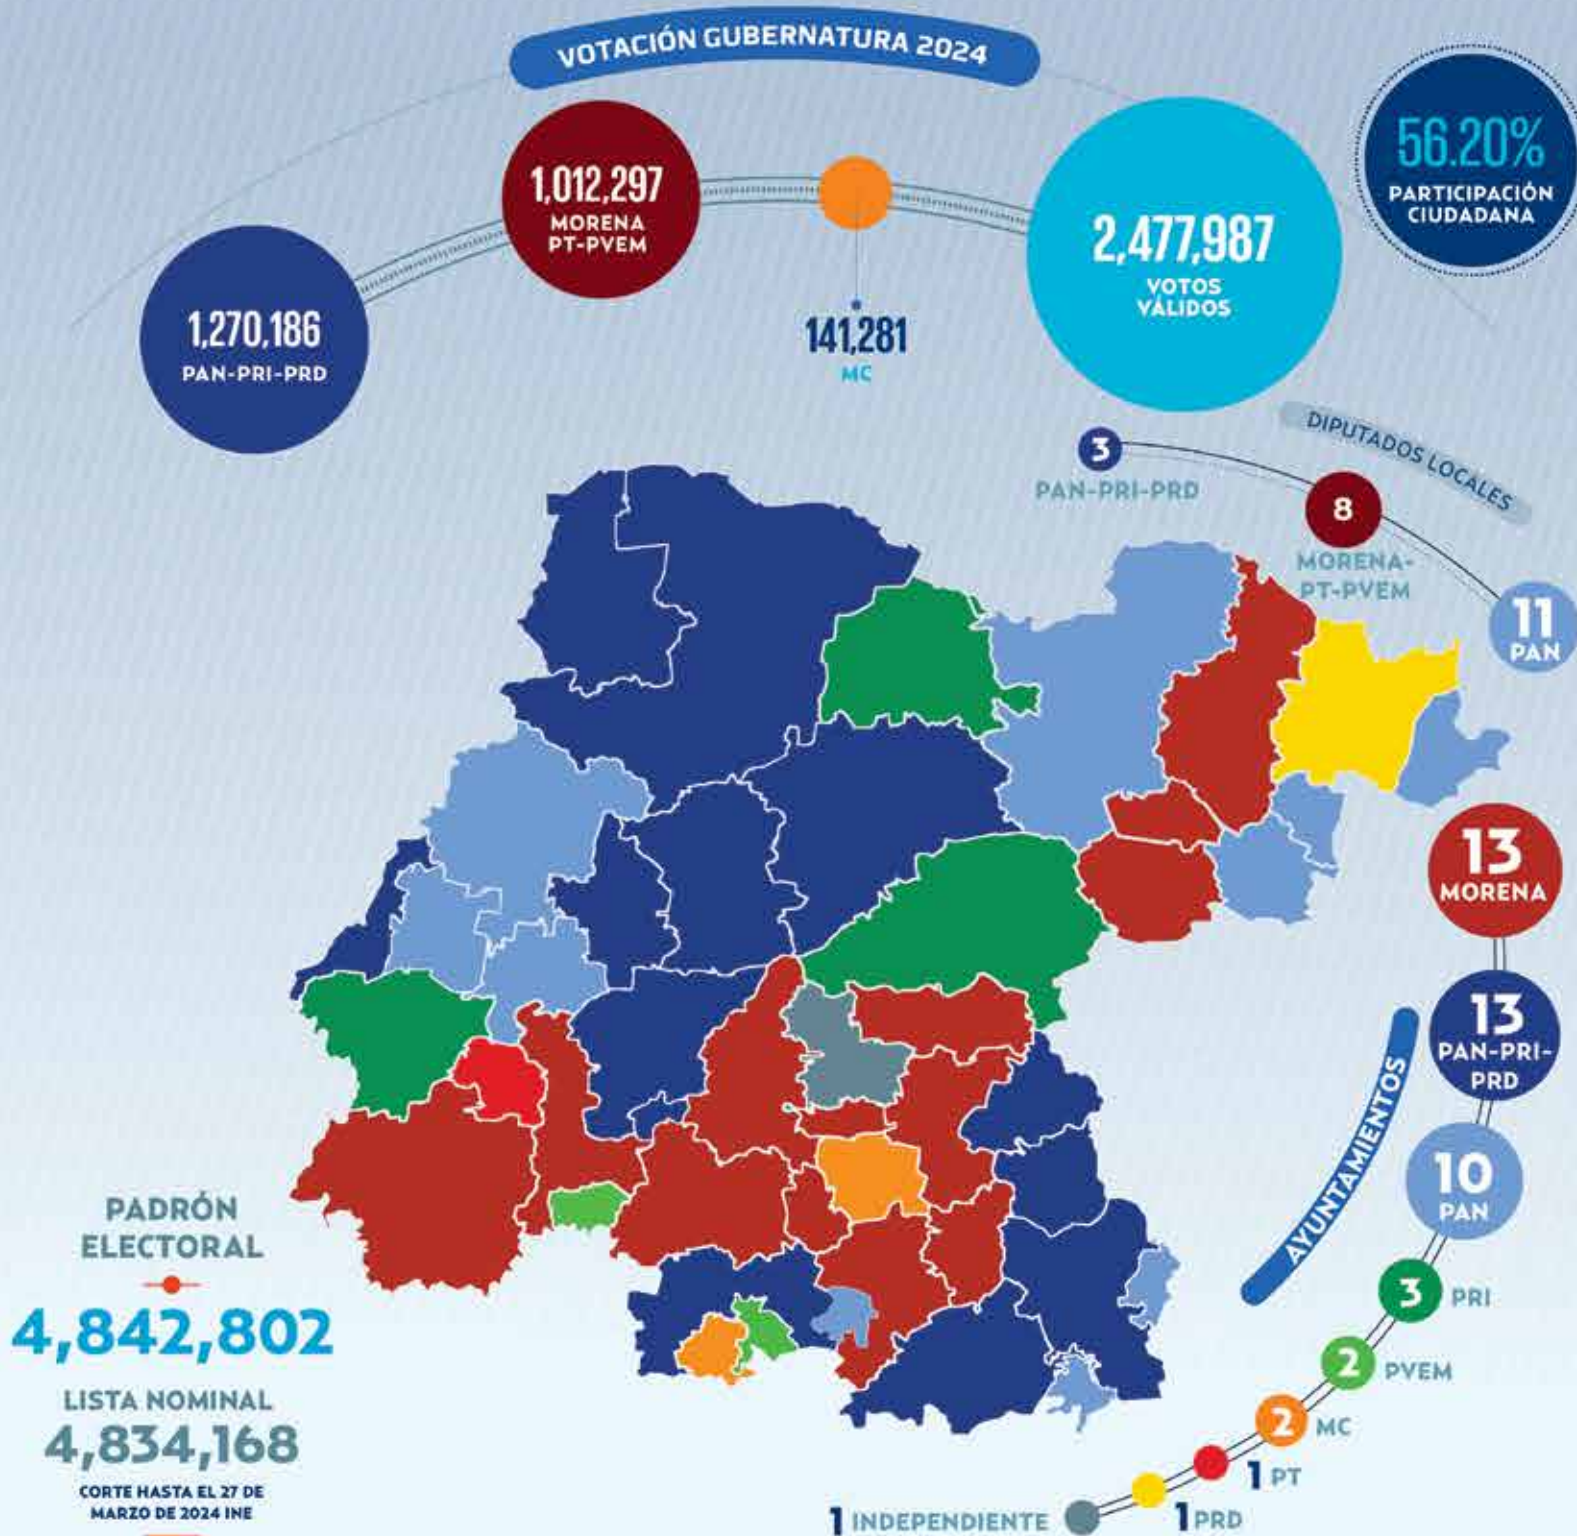 VOTACIÓN GUBERNATURA 2024
56.20%
PARTICIPACIÓN
CIUDADANA
1,012,297
MORENA
PT-PVEM
2,477,987
VOTOS
VÁLIDOS
1,270,186
PAN-PRI-PRD
141,281
MC
DIPUTADOS LOCALES
3
PAN-PRI-PRD
8
MORENA-
PT-PVEM
11
PAN
13
MORENA
13
PAN-PRI-
PRD
AYUNTAMIENTOS
10
PAN
3 PRI
2 PVEM
2 MC
1 PT
1 PRD
1 INDEPENDIENTE
PADRÓN
ELECTORAL
4,842,802
LISTA NOMINAL
4,834,168
CORTE HASTA EL 27 DE
MARZO DE 2024 INE